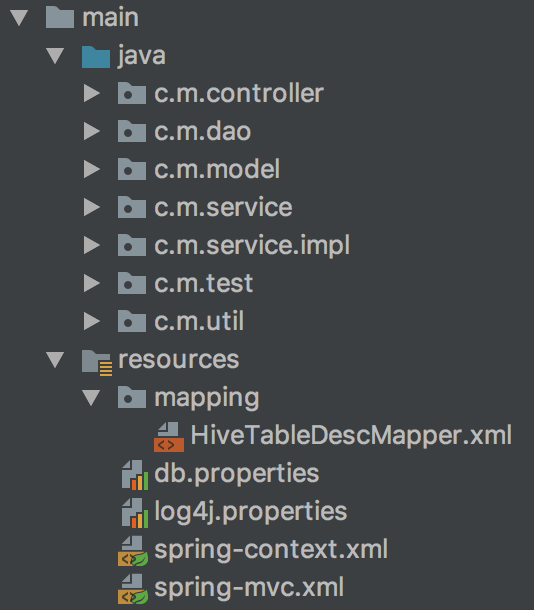 main
java
c.m.controller
c.m.dao
c.m.model
c.m.service
c.m.service.impl
c.m.test
c.m.util
resources
mapping
HiveTableDescMapper.xml
db.properties
log4j.properties
spring-context.xml
spring-mvc.xml